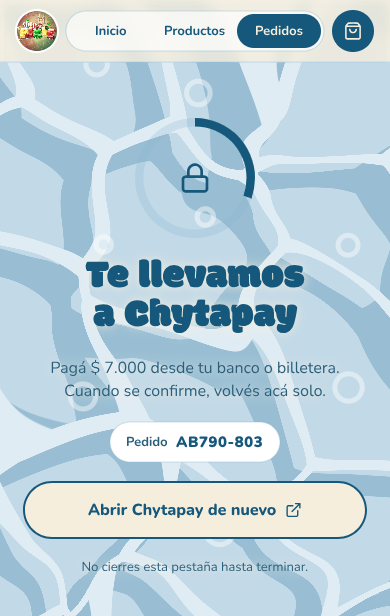 Inicio
Productos
Pedidos
Te llevamos
a Chytapay
Pagá $ 7.000 desde tu banco o billetera.
Cuando se confirme, volvés acá solo.
Pedido AB790-803
Abrir Chytapay de nuevo
No cierres esta pestaña hasta terminar.